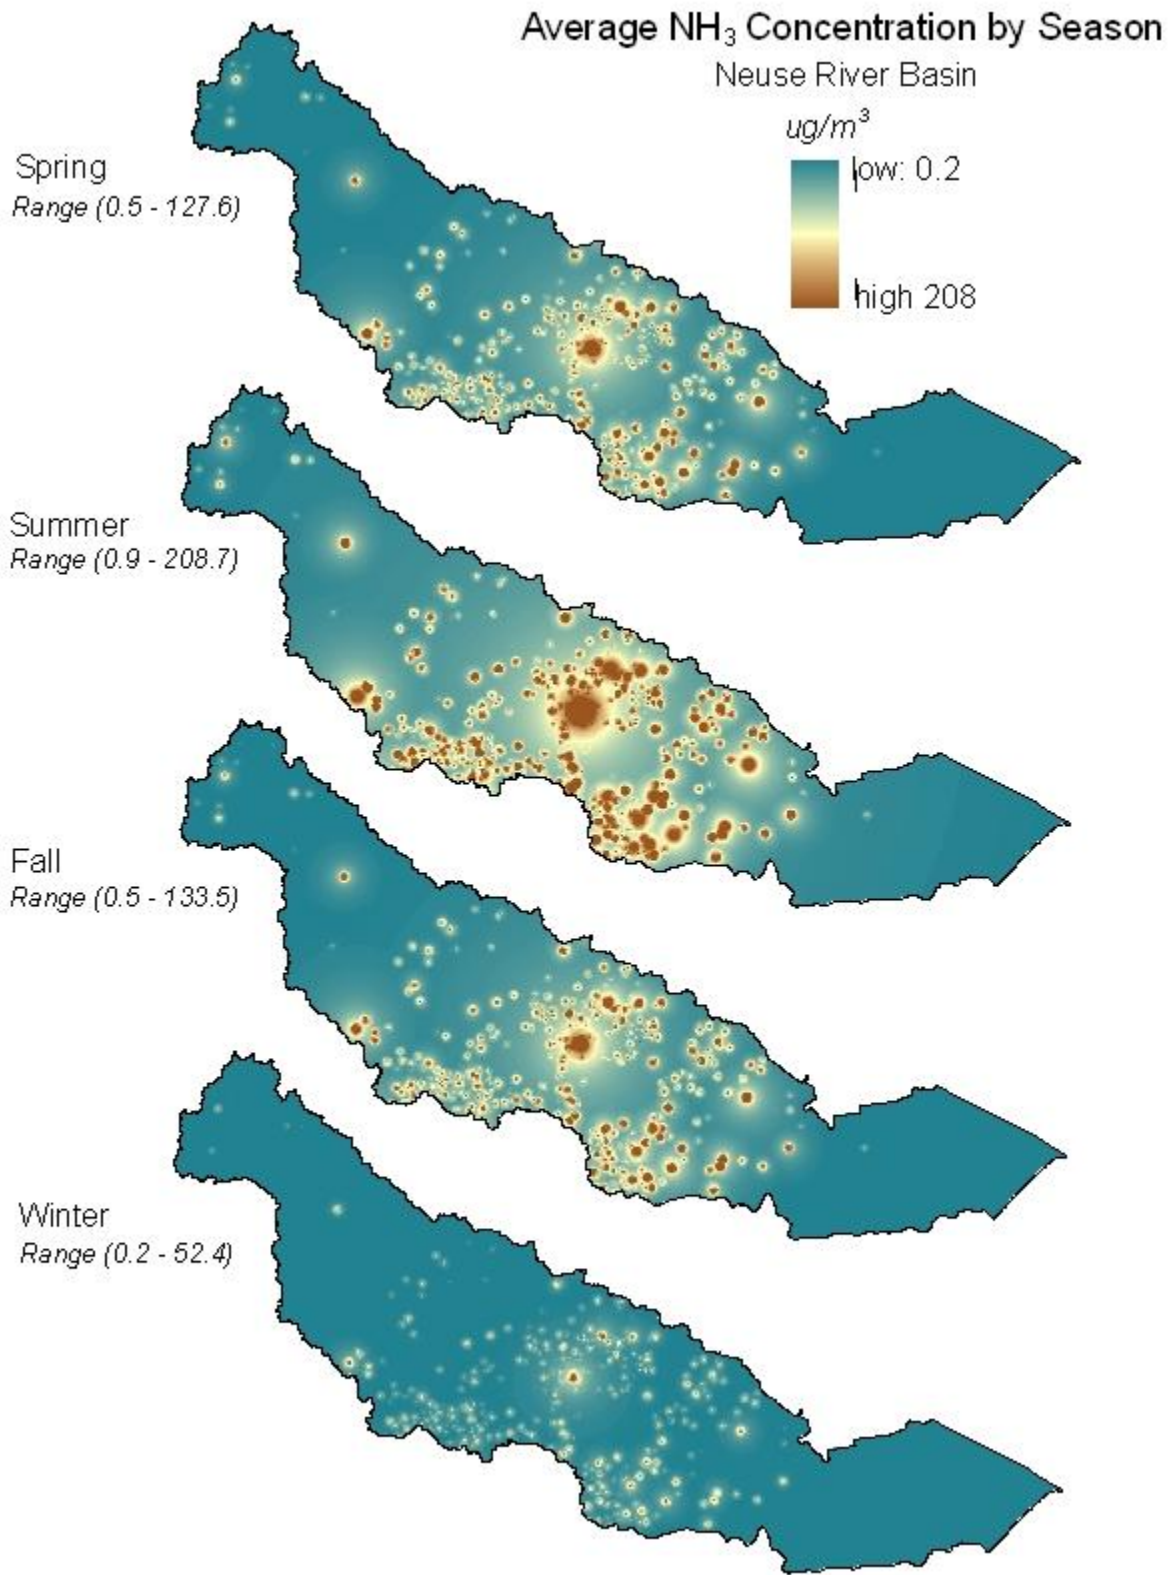 Average NH₃ Concentration by Season
Neuse River Basin
ug/m³
low: 0.2
high 208
Spring
Range (0.5 - 127.6)
Summer
Range (0.9 - 208.7)
Fall
Range (0.5 - 133.5)
Winter
Range (0.2 - 52.4)